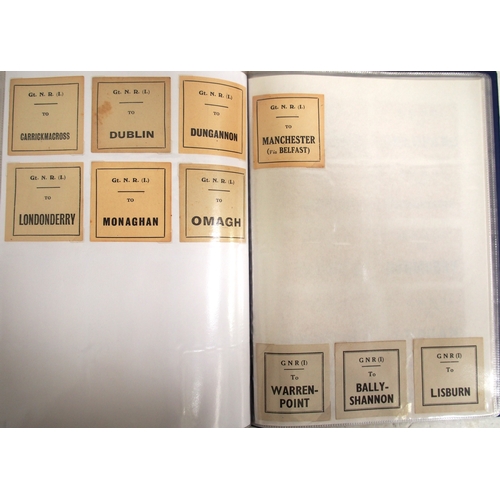 Gt. N. R. (I.)
TO
CARRICKMACROSS
Gt. N. R. (I.)
TO
DUBLIN
Gt. N. R. (I.)
TO
DUNGANNON
Gt. N. R. (I.)
TO
LONDONDERRY
Gt. N. R. (I.)
TO
MONAGHAN
Gt. N. R. (I.)
TO
OMAGH
Gt. N. R. (I.)
TO
MANCHESTER
(Via BELFAST)
GNR (I)
To
WARREN-
POINT
GNR (I)
To
BALLY-
SHANNON
GNR (I)
To
LISBURN